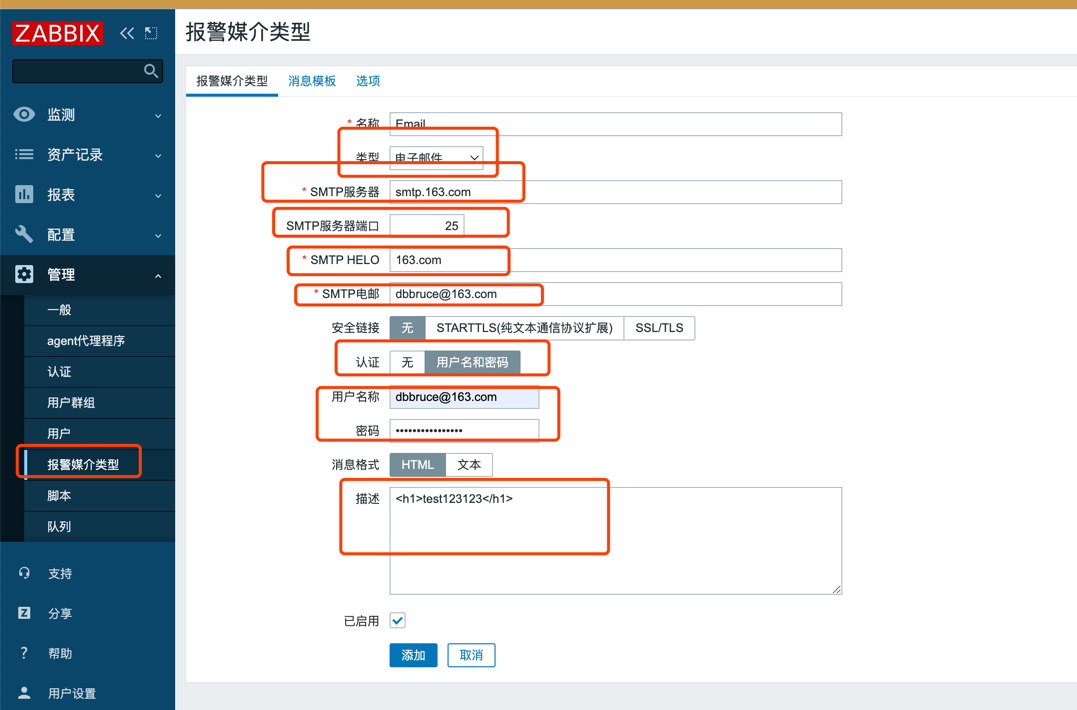 ZABBIX
监测
资产记录
报表
配置
管理
一般
agent代理程序
认证
用户群组
用户
报警媒介类型
脚本
队列
支持
Z 分享
? 帮助
用户设置
报警媒介类型
报警媒介类型 消息模板 选项
* 名称 Email
类型 电子邮件
* SMTP服务器 smtp.163.com
SMTP服务器端口 25
* SMTP HELO 163.com
* SMTP电邮 dbbruce@163.com
安全链接 无 STARTTLS(纯文本通信协议扩展) SSL/TLS
认证 无 用户名和密码
用户名称 dbbruce@163.com
密码 ••••••••••••••••
消息格式 HTML 文本
描述 <h1>test123123</h1>
已启用
添加 取消